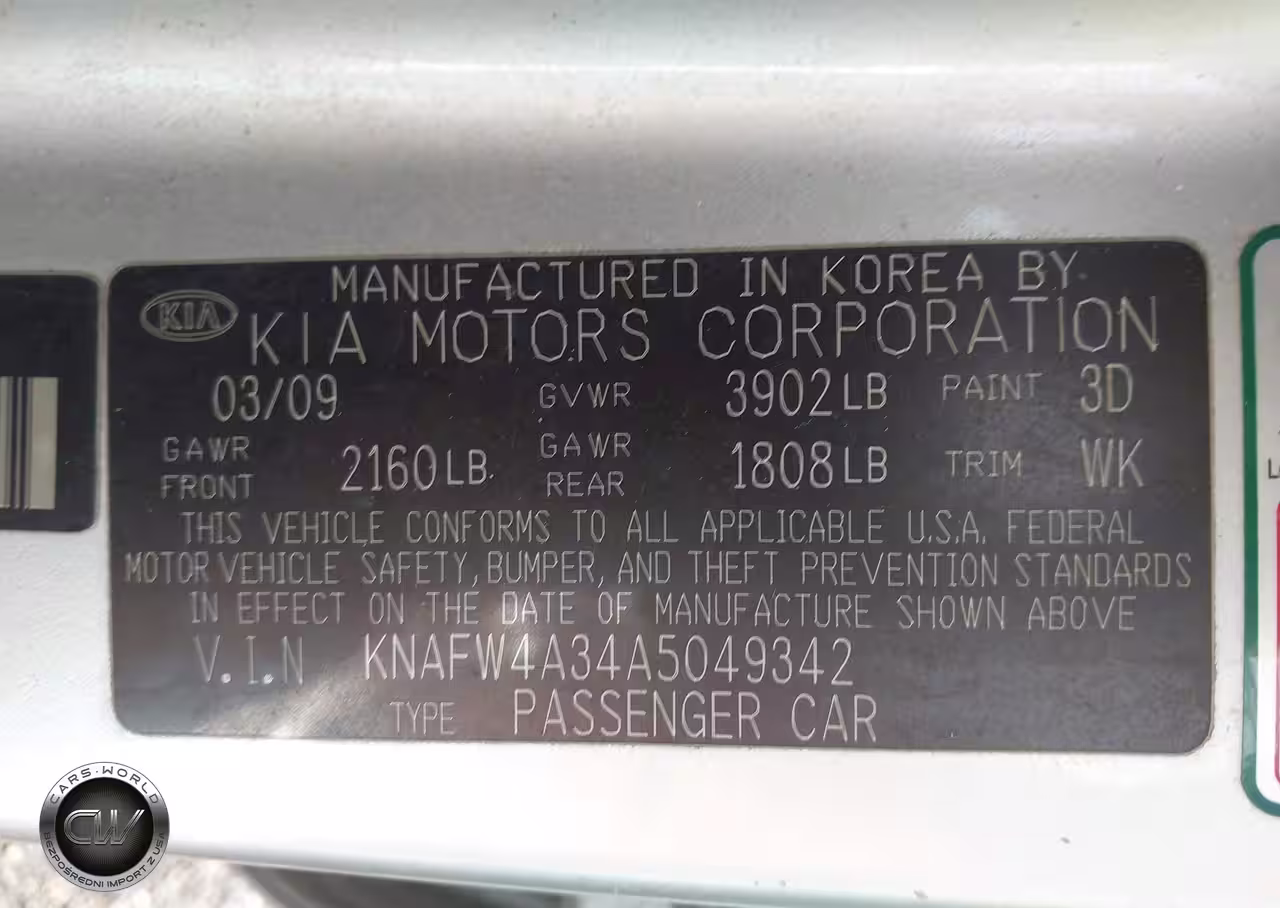 MANUFACTURED IN KOREA BY
KIA
KIA MOTORS CORPORATION
03/09 GVWR 3902LB PAINT 3D
GAWR FRONT 2160LB GAWR REAR 1808LB TRIM WK
THIS VEHICLE CONFORMS TO ALL APPLICABLE U.S.A. FEDERAL
MOTOR VEHICLE SAFETY, BUMPER, AND THEFT PREVENTION STANDARDS
IN EFFECT ON THE DATE OF MANUFACTURE SHOWN ABOVE
V.I.N KNAFW4A34A5049342
TYPE PASSENGER CAR
CARS·WORLD
CW
BEZPOŚREDNI IMPORT Z USA